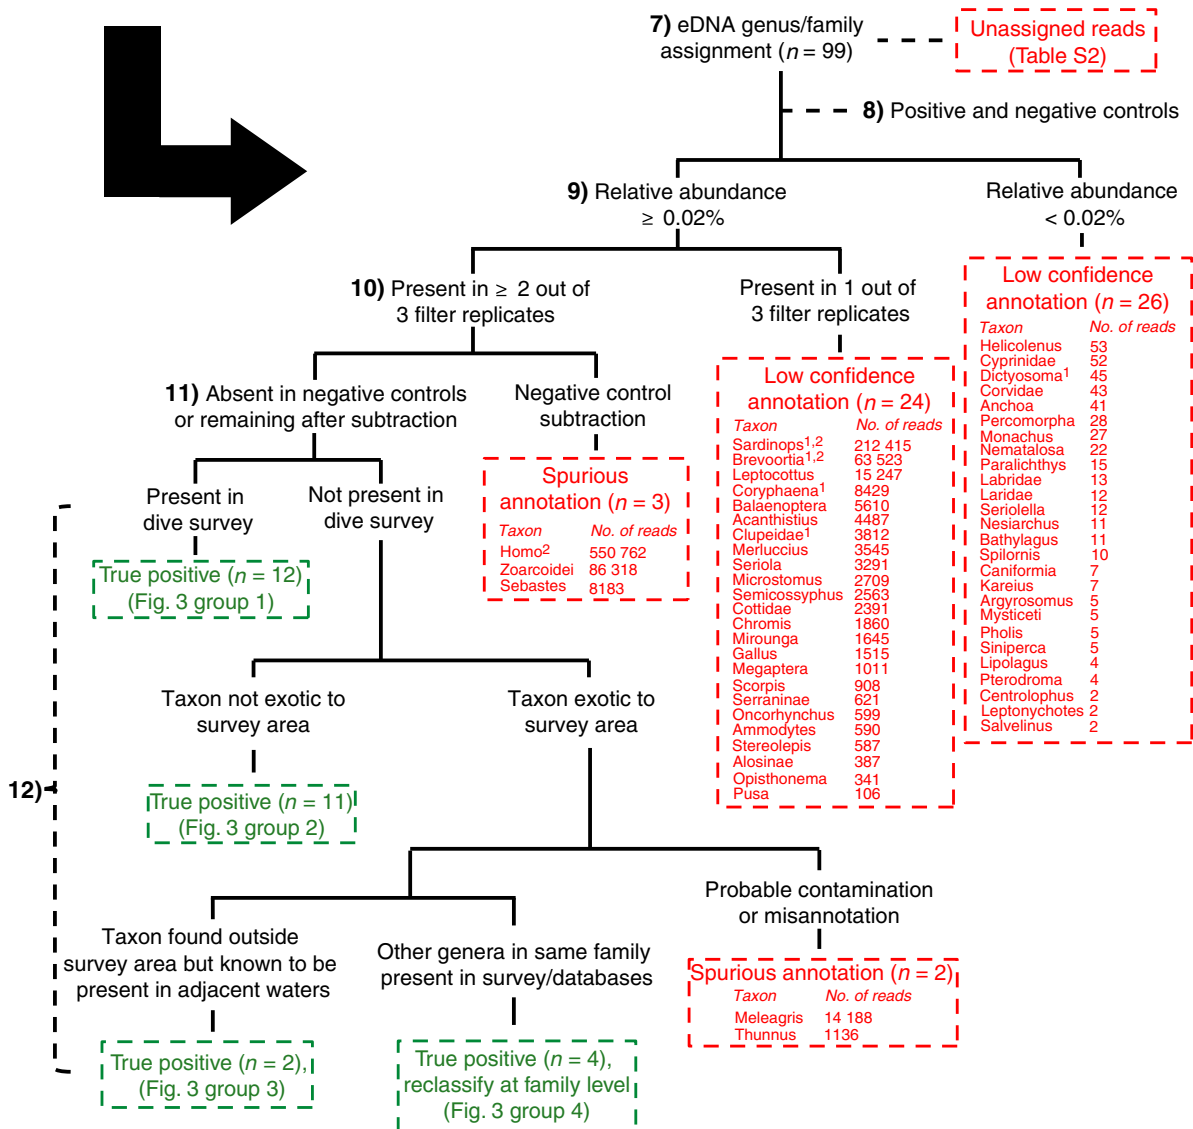 7) eDNA genus/family
assignment (n = 99)
Unassigned reads
(Table S2)
8) Positive and negative controls
9) Relative abundance
≥ 0.02%
Relative abundance
< 0.02%
Low confidence
annotation (n = 26)
Taxon No. of reads
Helicolenus 53
Cyprinidae 52
Dictyosoma1 45
Corvidae 43
Anchoa 41
Percomorpha 28
Monachus 27
Nematalosa 22
Paralichthys 15
Labridae 13
Laridae 12
Seriolella 12
Nesiarchus 11
Bathylagus 11
Spilornis 10
Caniformia 7
Kareius 7
Argyrosomus 5
Mysticeti 5
Pholis 5
Siniperca 5
Lipolagus 4
Pterodroma 4
Centrolophus 2
Leptonychotes 2
Salvelinus 2
10) Present in ≥ 2 out of
3 filter replicates
Present in 1 out of
3 filter replicates
Low confidence
annotation (n = 24)
Taxon No. of reads
Sardinops1,2 212 415
Brevoortia1,2 63 523
Leptocottus 15 247
Coryphaena1 8429
Balaenoptera 5610
Acanthistius 4487
Clupeidae1 3812
Merluccius 3545
Seriola 3291
Microstomus 2709
Semicossyphus 2563
Cottidae 2391
Chromis 1860
Mirounga 1645
Gallus 1515
Megaptera 1011
Scorpis 908
Serraninae 621
Oncorhynchus 599
Ammodytes 590
Stereolepis 587
Alosinae 387
Opisthonema 341
Pusa 106
11) Absent in negative controls
or remaining after subtraction
Negative control
subtraction
Spurious
annotation (n = 3)
Taxon No. of reads
Homo2 550 762
Zoarcoidei 86 318
Sebastes 8183
Present in
dive survey
Not present in
dive survey
True positive (n = 12)
(Fig. 3 group 1)
12)
Taxon not exotic to
survey area
Taxon exotic to
survey area
True positive (n = 11)
(Fig. 3 group 2)
Taxon found outside
survey area but known to be
present in adjacent waters
Other genera in same family
present in survey/databases
Probable contamination
or misannotation
Spurious annotation (n = 2)
Taxon No. of reads
Meleagris 14 188
Thunnus 1136
True positive (n = 2),
(Fig. 3 group 3)
True positive (n = 4),
reclassify at family level
(Fig. 3 group 4)